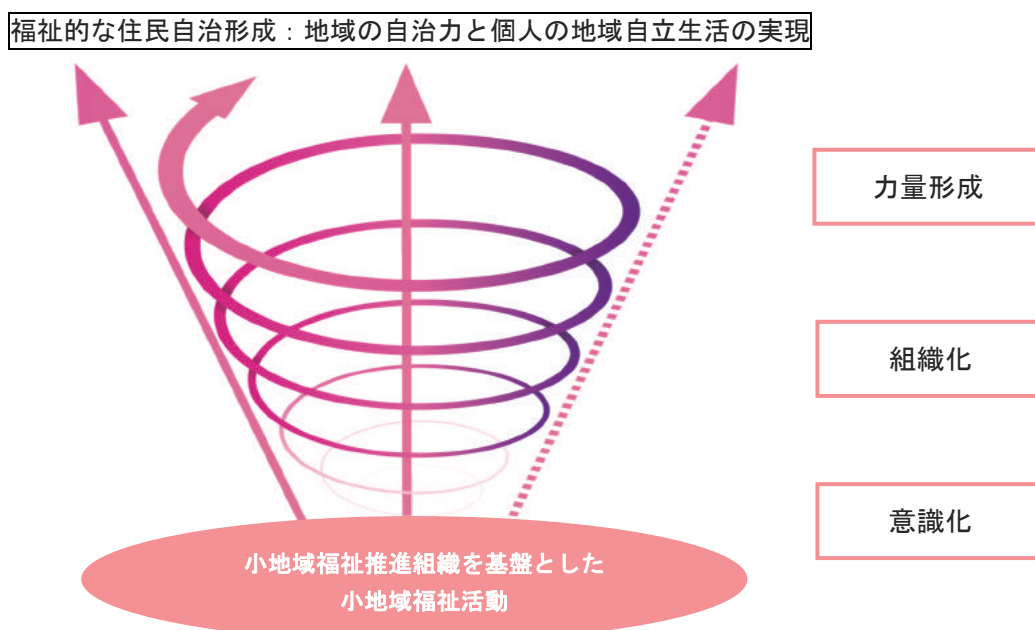 福祉的な住民自治形成：地域の自治力と個人の地域自立生活の実現
力量形成
組織化
意識化
小地域福祉推進組織を基盤とした
小地域福祉活動